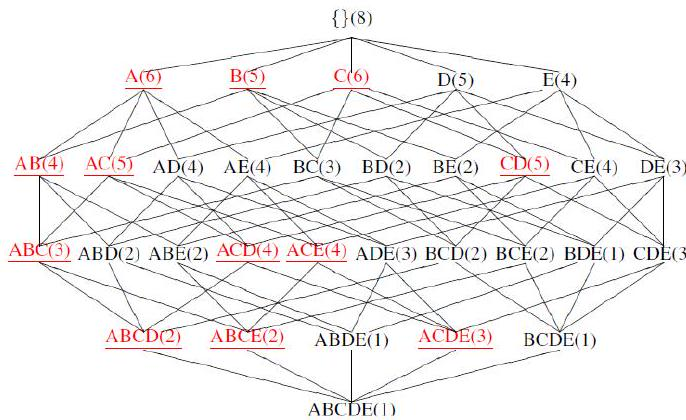 {}(8)
A(6) B(5) C(6) D(5) E(4)
AB(4) AC(5) AD(4) AE(4) BC(3) BD(2) BE(2) CD(5) CE(4) DE(3)
ABC(3) ABD(2) ABE(2) ACD(4) ACE(4) ADE(3) BCD(2) BCE(2) BDE(1) CDE(3
ABCD(2) ABCE(2) ABDE(1) ACDE(3) BCDE(1)
ABCDE(1)